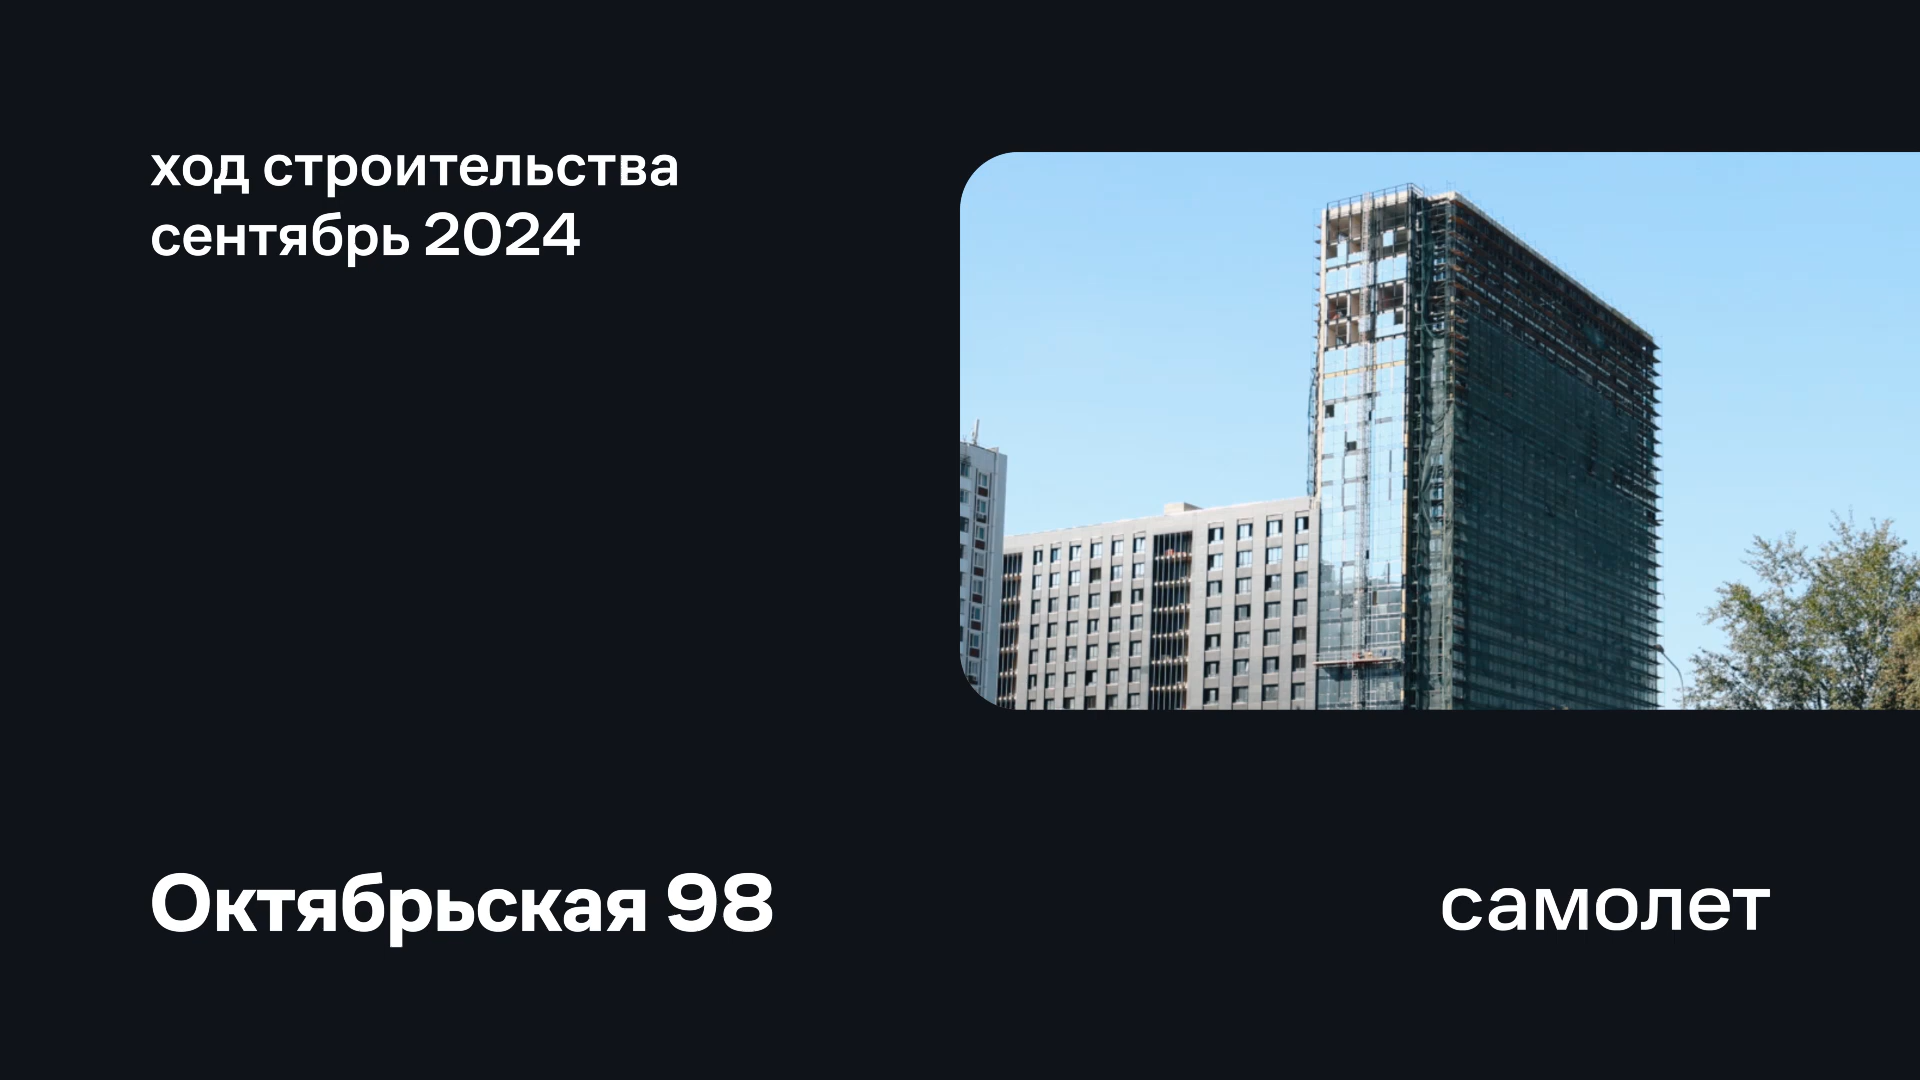 ход строительства
сентябрь 2024
Октябрьская 98
самолет